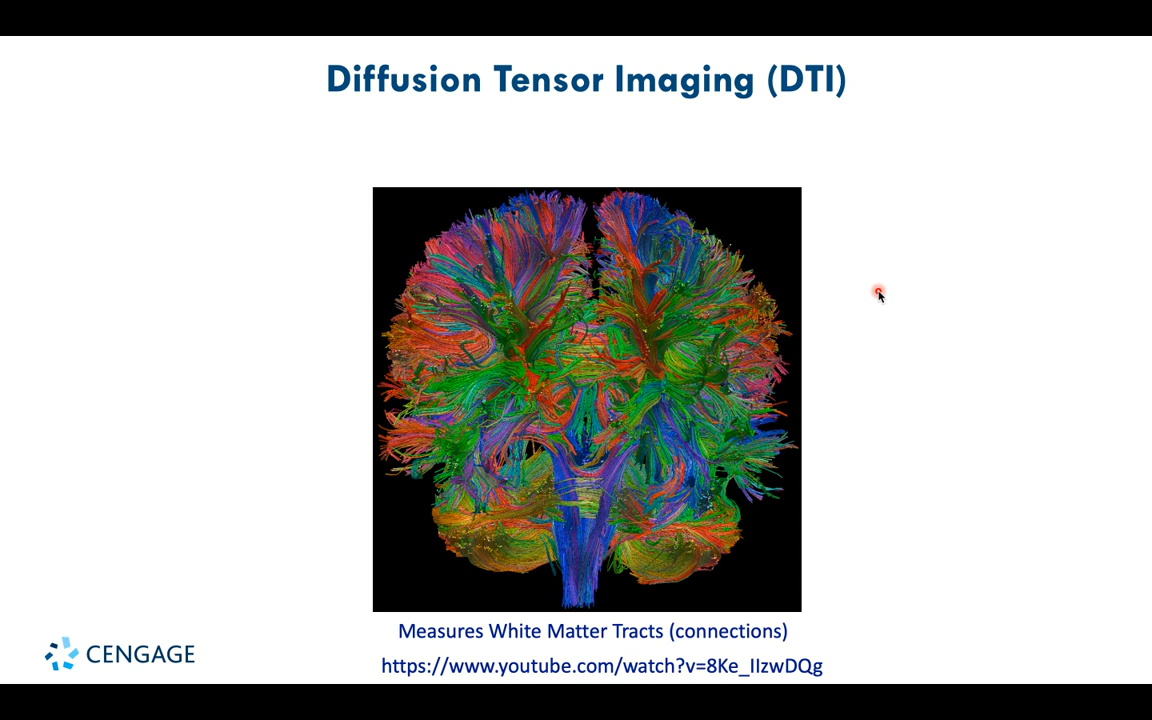 Diffusion Tensor Imaging (DTI)
Measures White Matter Tracts (connections)
CENGAGE
https://www.youtube.com/watch?v=8Ke_IIzwDQg